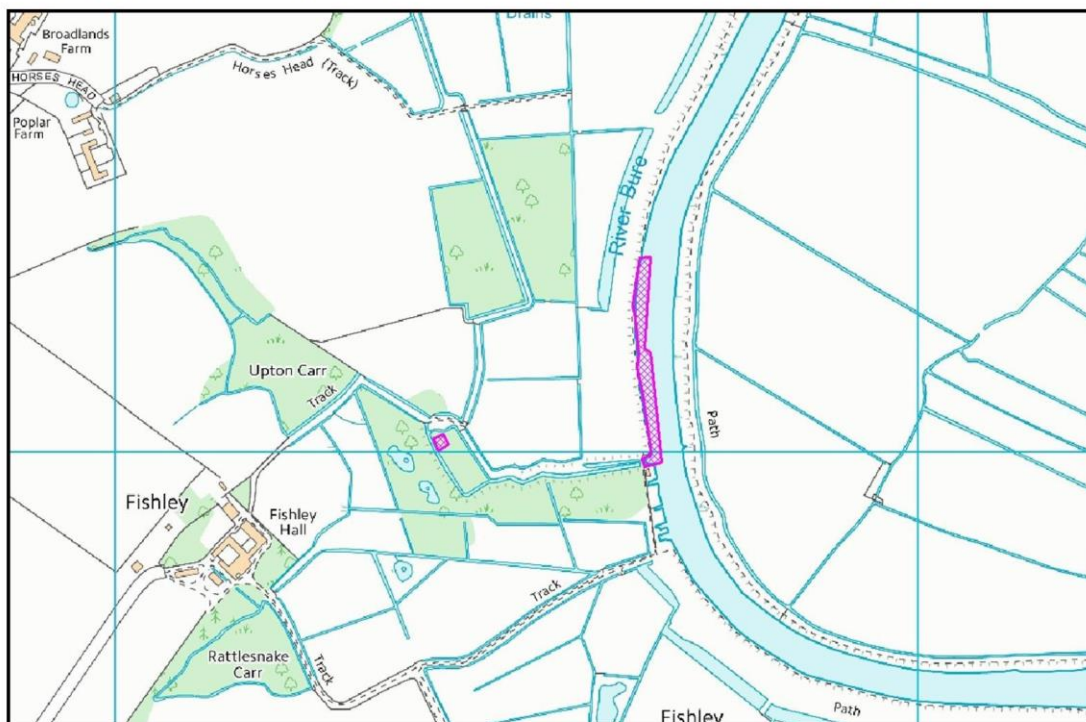 Drains
Broadlands
Farm
HORSES HEAD
Horses Head (Track)
Poplar
Farm
River Bure
Upton Carr
Track
Path
Fishley
Fishley
Hall
Track
Rattlesnake
Carr
Track
Path
Fishley